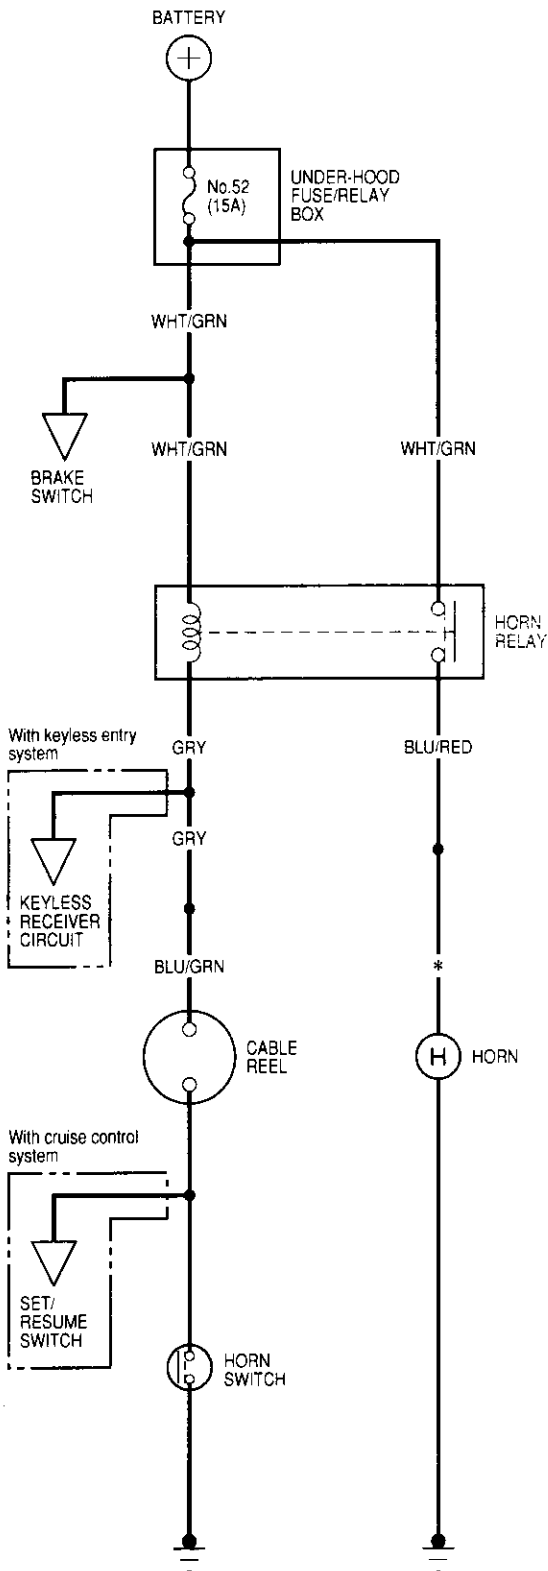 BATTERY
No.52
(15A)
UNDER-HOOD
FUSE/RELAY
BOX
WHT/GRN
WHT/GRN
WHT/GRN
BRAKE
SWITCH
HORN
RELAY
With keyless entry
system
GRY
BLU/RED
GRY
KEYLESS
RECEIVER
CIRCUIT
BLU/GRN
*
CABLE
REEL
H
HORN
With cruise control
system
SET/
RESUME
SWITCH
HORN
SWITCH